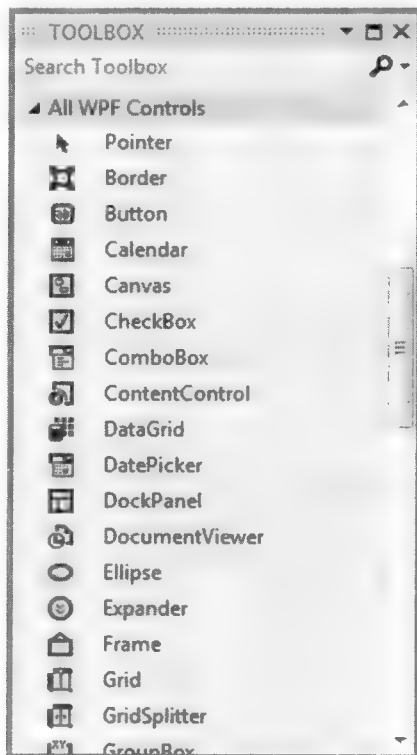 TOOLBOX
Search Toolbox
All WPF Controls
Pointer
Border
Button
Calendar
Canvas
CheckBox
ComboBox
ContentControl
DataGrid
DatePicker
DockPanel
DocumentViewer
Ellipse
Expander
Frame
Grid
GridSplitter
GroupBox